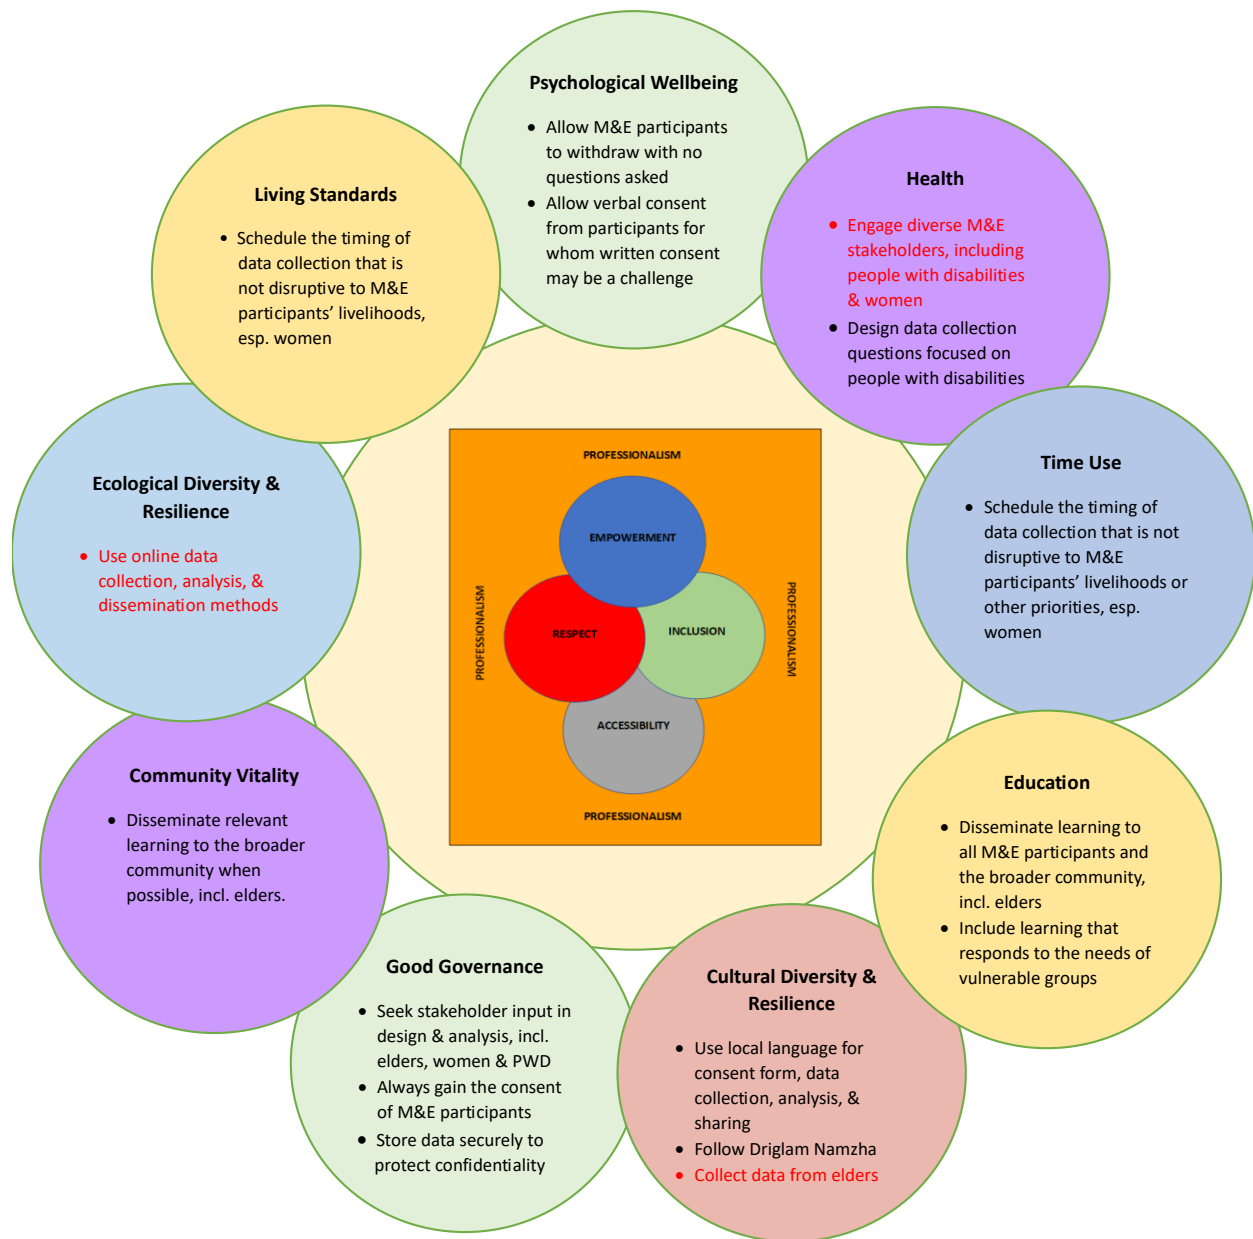 Psychological Wellbeing
• Allow M&E participants
to withdraw with no
questions asked
• Allow verbal consent
from participants for
whom written consent
may be a challenge
Health
• Engage diverse M&E
stakeholders, including
people with disabilities
& women
• Design data collection
questions focused on
people with disabilities
Time Use
• Schedule the timing of
data collection that is not
disruptive to M&E
participants’ livelihoods or
other priorities, esp.
women
Education
• Disseminate learning to
all M&E participants and
the broader community,
incl. elders
• Include learning that
responds to the needs of
vulnerable groups
Cultural Diversity &
Resilience
• Use local language for
consent form, data
collection, analysis, &
sharing
• Follow Driglam Namzha
• Collect data from elders
Good Governance
• Seek stakeholder input in
design & analysis, incl.
elders, women & PWD
• Always gain the consent
of M&E participants
• Store data securely to
protect confidentiality
Community Vitality
• Disseminate relevant
learning to the broader
community when
possible, incl. elders.
Ecological Diversity &
Resilience
• Use online data
collection, analysis, &
dissemination methods
Living Standards
• Schedule the timing of
data collection that is
not disruptive to M&E
participants’ livelihoods,
esp. women
PROFESSIONALISM
EMPOWERMENT
PROFESSIONALISM
RESPECT
INCLUSION
PROFESSIONALISM
ACCESSIBILITY
PROFESSIONALISM